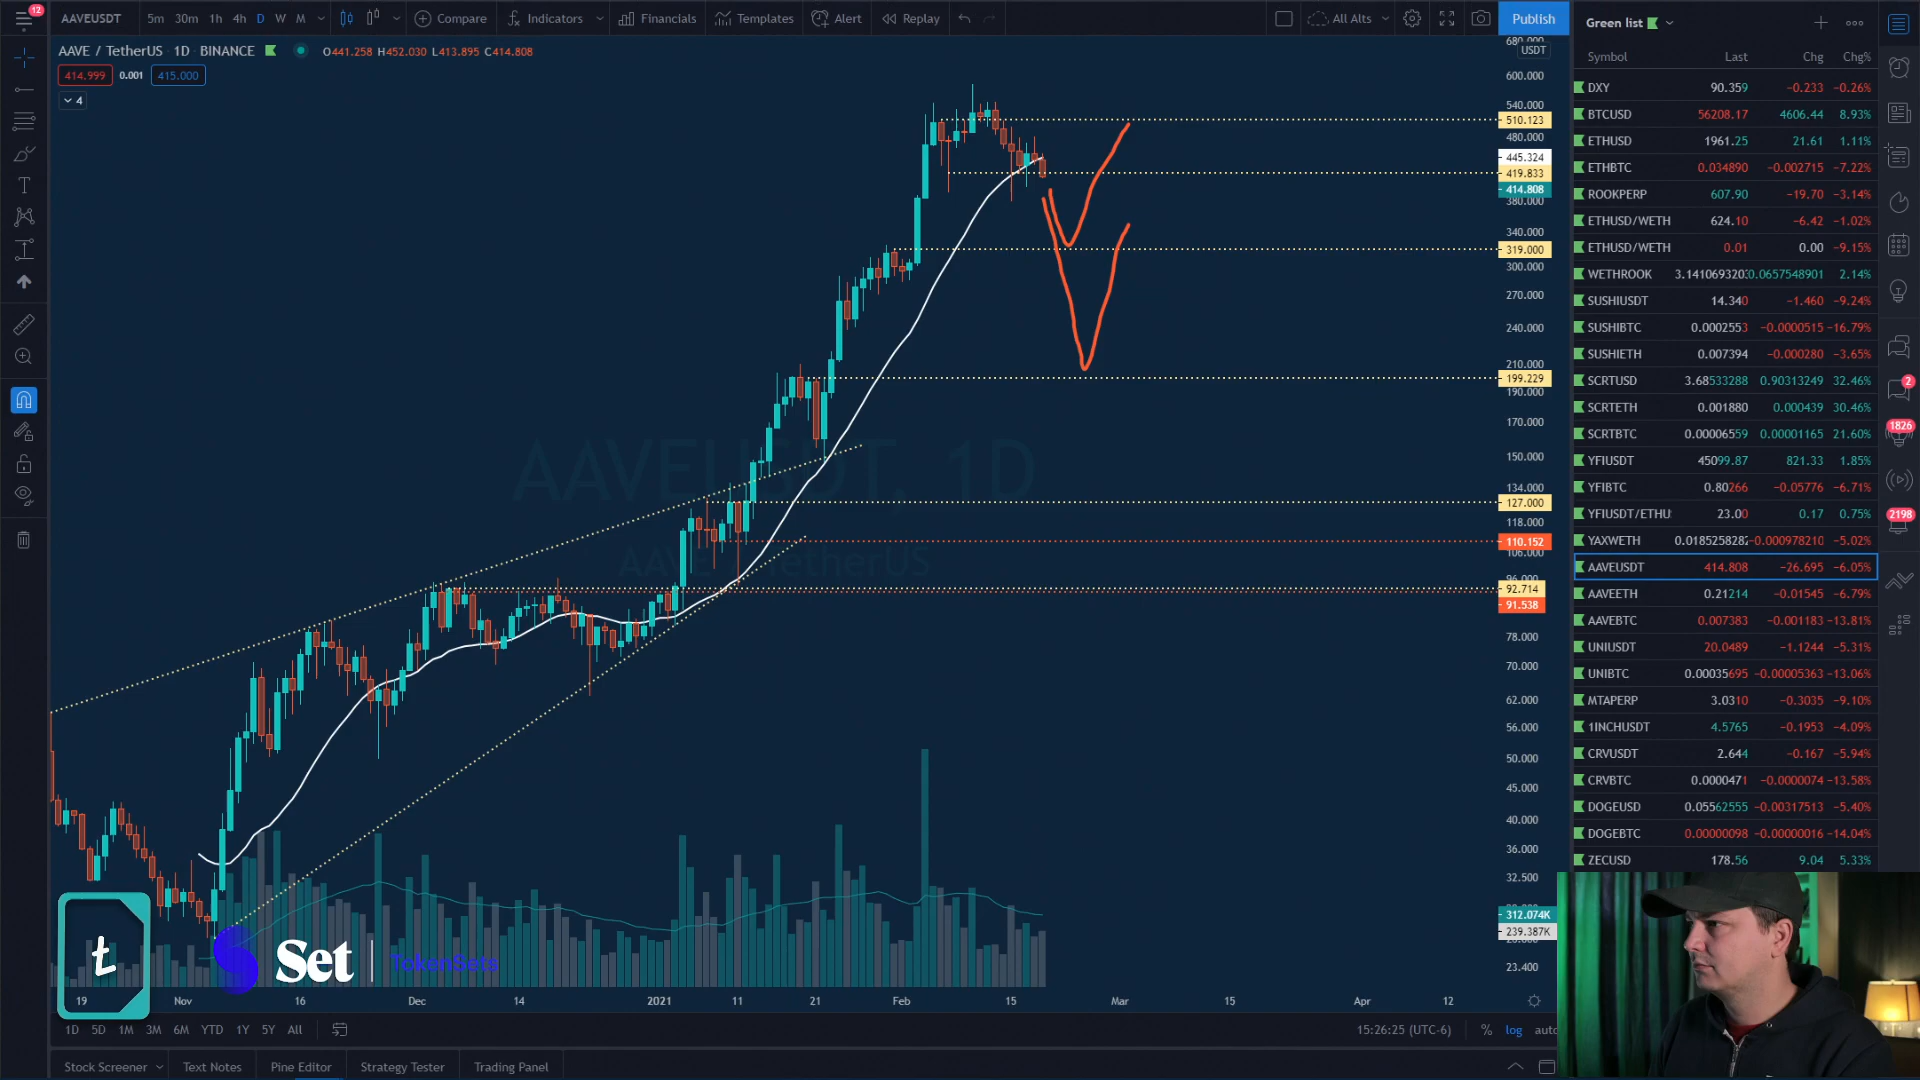 12
AAVEUSDT 5m 30m 1h 4h D W M Compare Indicators Financials Templates Alert Replay All Alts Publish
AAVE / TetherUS · 1D · BINANCE O441.258 H452.030 L413.895 C414.808
414.999 0.001 415.000
4
USDT
600.000
540.000
510.123
480.000
445.324
419.833
414.808
380.000
340.000
319.000
300.000
270.000
240.000
210.000
199.229
190.000
170.000
150.000
134.000
127.000
118.000
110.152
106.000
96.000
92.714
91.538
78.000
70.000
62.000
56.000
50.000
45.000
40.000
36.000
32.500
312.074K
239.387K
23.400
AAVEUSDT, 1D
AAVE / TetherUS
Set | TokenSets
19 Nov 16 Dec 14 2021 11 21 Feb 15 Mar 15 Apr 12
1D 5D 1M 3M 6M YTD 1Y 5Y All 15:26:25 (UTC-6) % log auto
Stock Screener Text Notes Pine Editor Strategy Tester Trading Panel
Green list
Symbol Last Chg Chg%
DXY 90.359 −0.233 −0.26%
BTCUSD 56208.17 4606.44 8.93%
ETHUSD 1961.25 21.61 1.11%
ETHBTC 0.034890 −0.002715 −7.22%
ROOKPERP 607.90 −19.70 −3.14%
ETHUSD/WETH 624.10 −6.42 −1.02%
ETHUSD/WETH 0.01 0.00 −9.15%
WETHROOK 3.1410693203 0.0657548901 2.14%
SUSHIUSDT 14.340 −1.460 −9.24%
SUSHIBTC 0.0002553 −0.0000515 −16.79%
SUSHIETH 0.007394 −0.000280 −3.65%
SCRTUSD 3.68533288 0.90313249 32.46%
SCRTETH 0.001880 0.000439 30.46%
SCRTBTC 0.00006559 0.00001165 21.60%
YFIUSDT 45099.87 821.33 1.85%
YFIBTC 0.80266 −0.05776 −6.71%
YFIUSDT/ETHU 23.00 0.17 0.75%
YAXWETH 0.0185258282 −0.000978210 −5.02%
AAVEUSDT 414.808 −26.695 −6.05%
AAVEETH 0.21214 −0.01545 −6.79%
AAVEBTC 0.007383 −0.001183 −13.81%
UNIUSDT 20.0489 −1.1244 −5.31%
UNIBTC 0.00035695 −0.00005363 −13.06%
MTAPERP 3.0310 −0.3035 −9.10%
1INCHUSDT 4.5765 −0.1953 −4.09%
CRVUSDT 2.644 −0.167 −5.94%
CRVBTC 0.0000471 −0.0000074 −13.58%
DOGEUSD 0.05562555 −0.00317513 −5.40%
DOGEBTC 0.00000098 −0.00000016 −14.04%
ZECUSD 178.56 9.04 5.33%
2
1826
2198